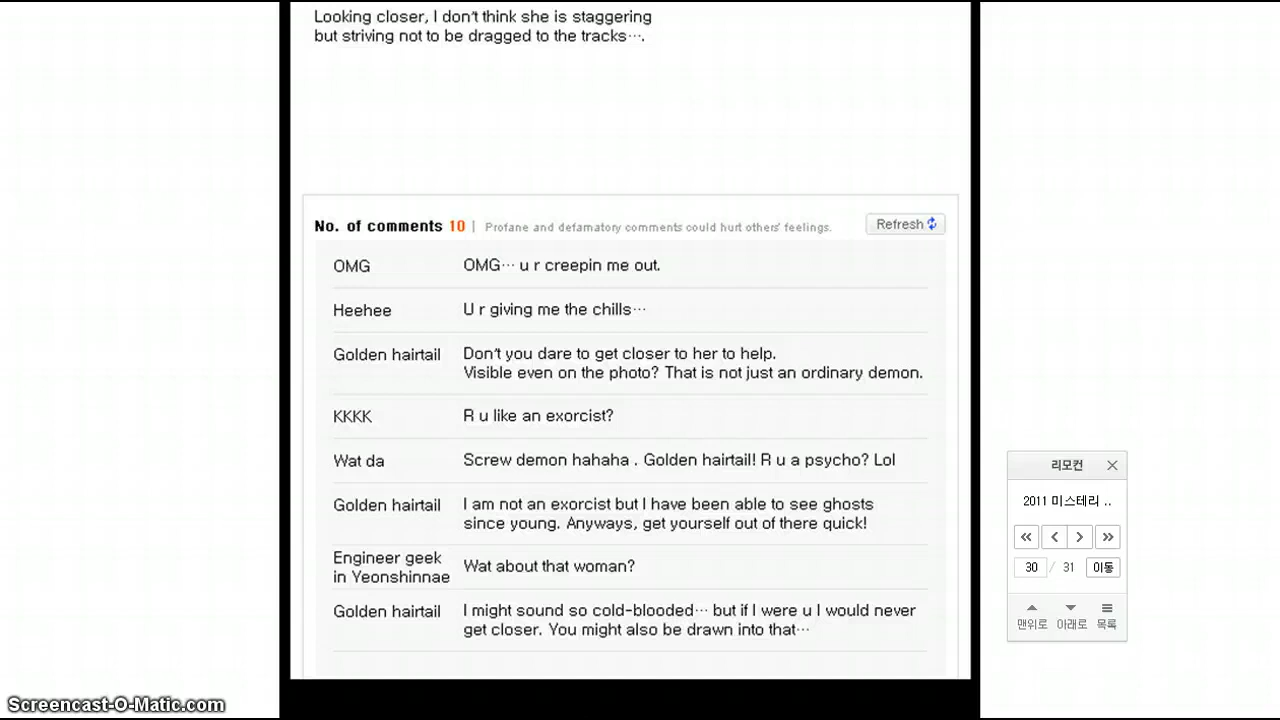 Looking closer, I don't think she is staggering
but striving not to be dragged to the tracks….
No. of comments 10 | Profane and defamatory comments could hurt others' feelings. Refresh
OMG OMG… u r creepin me out.
Heehee U r giving me the chills…
Golden hairtail Don't you dare to get closer to her to help.
Visible even on the photo? That is not just an ordinary demon.
KKKK R u like an exorcist?
Wat da Screw demon hahaha . Golden hairtail! R u a psycho? Lol
Golden hairtail I am not an exorcist but I have been able to see ghosts
since young. Anyways, get yourself out of there quick!
Engineer geek
in Yeonshinnae Wat about that woman?
Golden hairtail I might sound so cold-blooded… but if I were u I would never
get closer. You might also be drawn into that…
리모컨
2011 미스테리 ..
30 / 31 이동
맨위로 아래로 목록
Screencast-O-Matic.com